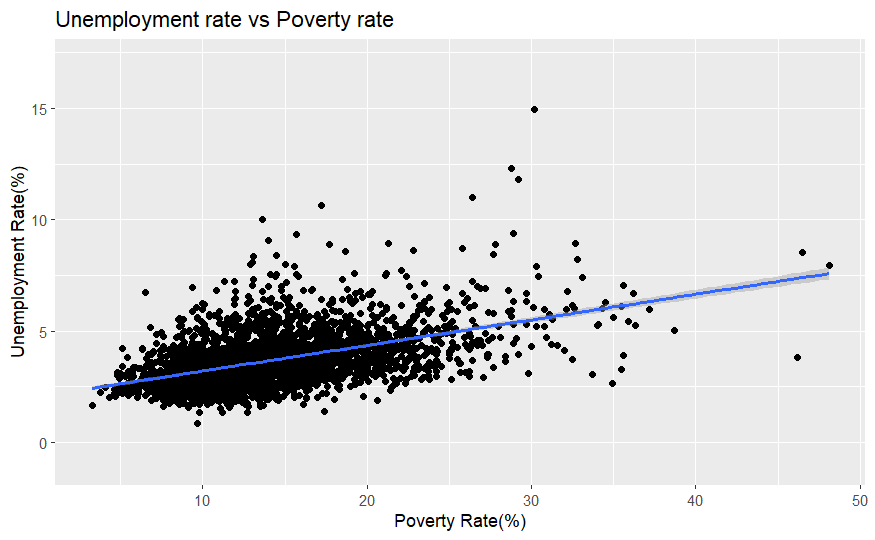 Unemployment rate vs Poverty rate
Unemployment Rate(%)
15
10
5
0
10 20 30 40 50
Poverty Rate(%)